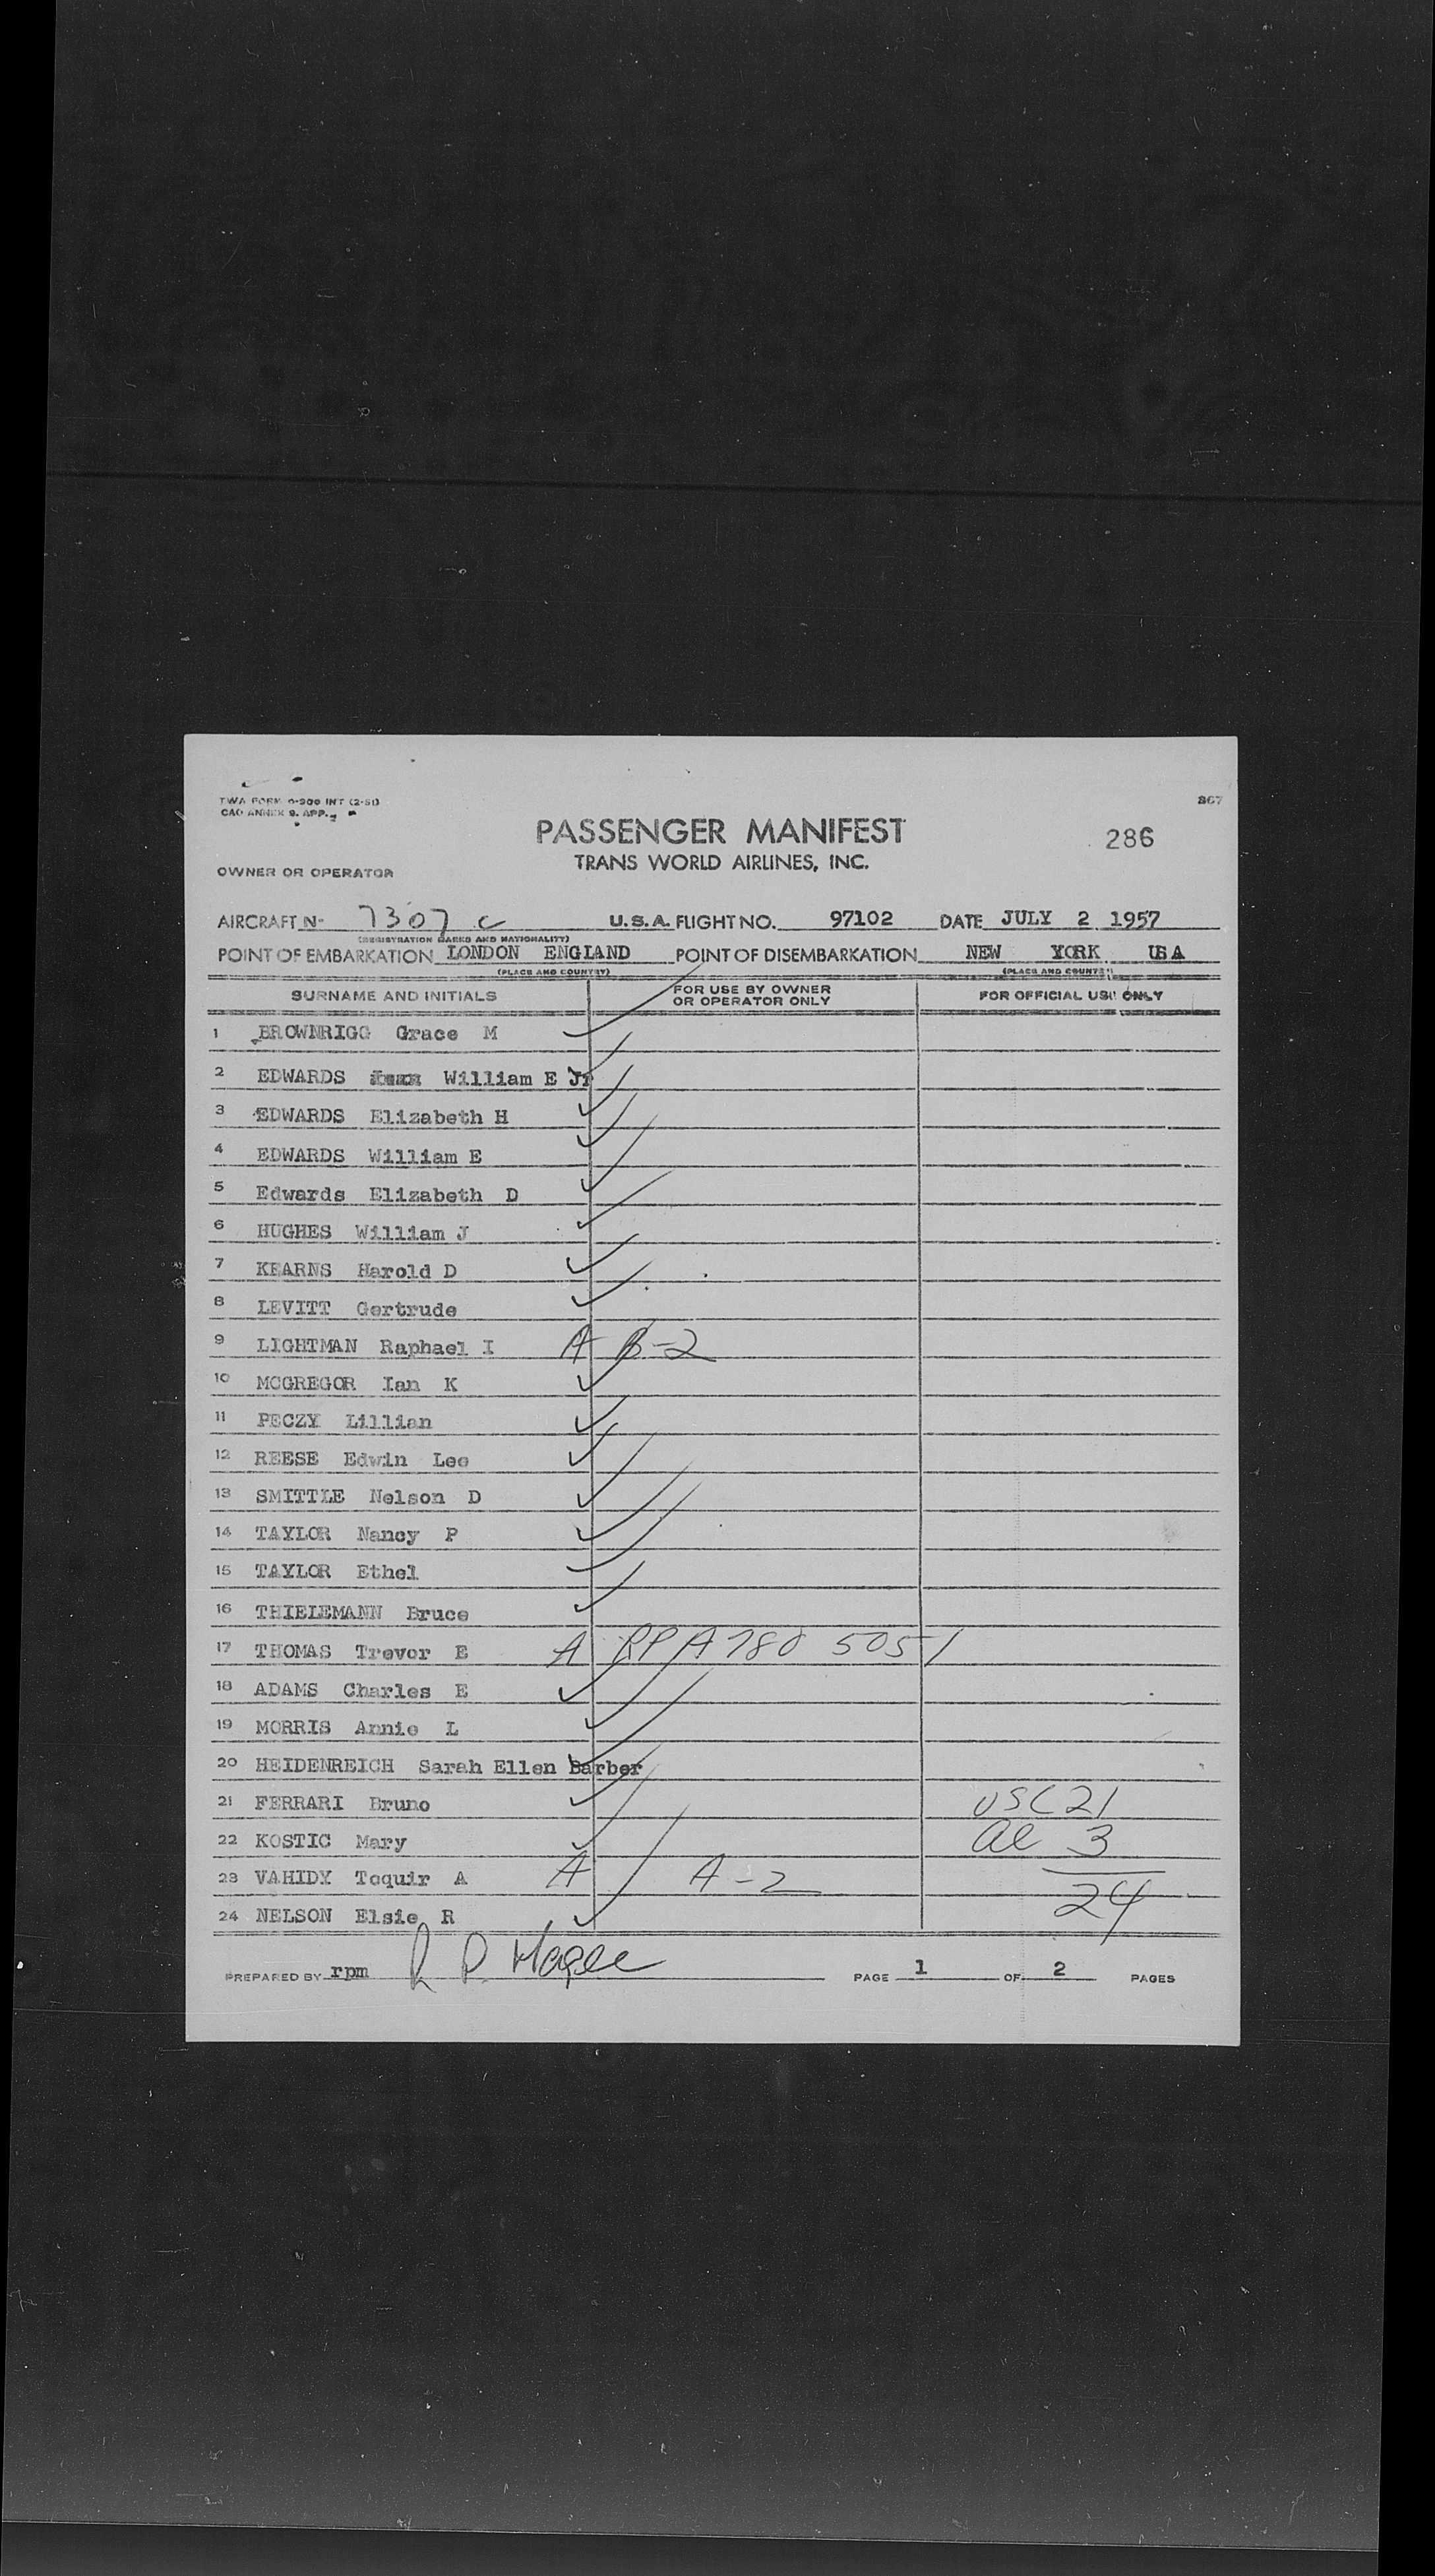 TWA FORM 0-200 INT (2-51)
CAO ANNEX 9. APP.
867
PASSENGER MANIFEST
286
TRANS WORLD AIRLINES, INC.
OWNER OR OPERATOR
AIRCRAFT No 7307 C U.S.A. FLIGHT NO. 97102 DATE JULY 2 1957
(REGISTRATION MARKS AND NATIONALITY)
POINT OF EMBARKATION LONDON ENGLAND POINT OF DISEMBARKATION NEW YORK USA
(PLACE AND COUNTRY) (PLACE AND COUNTRY)
SURNAME AND INITIALS FOR USE BY OWNER OR OPERATOR ONLY FOR OFFICIAL USE ONLY
1 BROWNRIGG Grace M
2 EDWARDS William E Jr
3 EDWARDS Elizabeth H
4 EDWARDS William E
5 Edwards Elizabeth D
6 HUGHES William J
7 KEARNS Harold D
8 LEVITT Gertrude
9 LIGHTMAN Raphael I A B-2
10 MCGREGOR Ian K
11 PECZY Lillian
12 REESE Edwin Lee
13 SMITTLE Nelson D
14 TAYLOR Nancy P
15 TAYLOR Ethel
16 THIELEMANN Bruce
17 THOMAS Trevor E A RP A780 5051
18 ADAMS Charles E
19 MORRIS Annie L
20 HEIDENREICH Sarah Ellen Barber
21 FERRARI Bruno USC 21
22 KOSTIC Mary al 3
23 VAHIDY Toquir A A A-2
24 NELSON Elsie R 24
PREPARED BY rpm R P. Magee PAGE 1 OF 2 PAGES